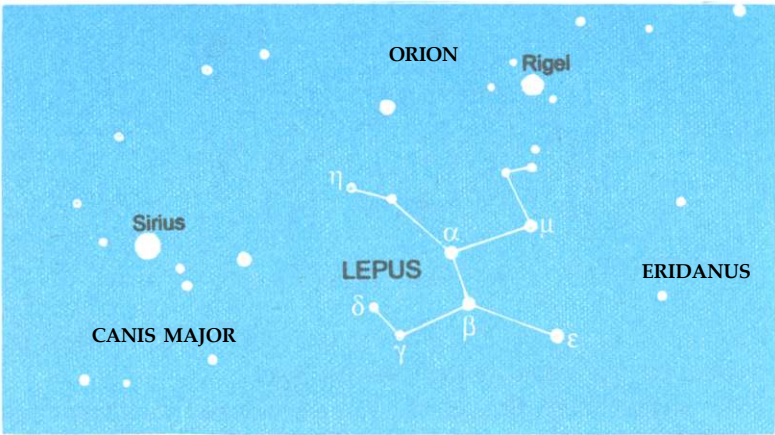 ORION
Rigel
η
Sirius
α
μ
LEPUS
ERIDANUS
δ
β
CANIS MAJOR
γ
ε